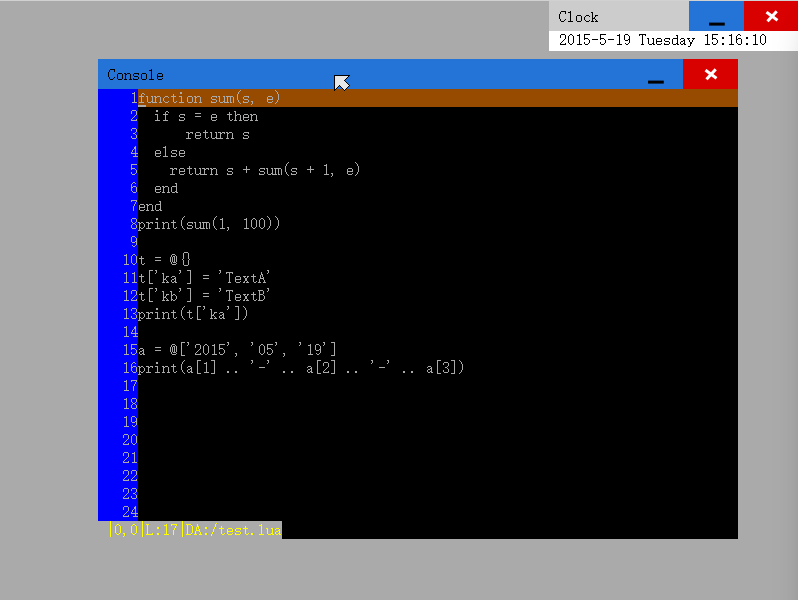 Clock
2015-5-19 Tuesday 15:16:10
Console
1function sum(s, e)
2  if s = e then
3      return s
4  else
5    return s + sum(s + 1, e)
6  end
7end
8print(sum(1, 100))
9
10t = @{}
11t['ka'] = 'TextA'
12t['kb'] = 'TextB'
13print(t['ka'])
14
15a = @['2015', '05', '19']
16print(a[1] .. '-' .. a[2] .. '-' .. a[3])
17
18
19
20
21
22
23
24
|0,0|L:17|DA:/test.lua